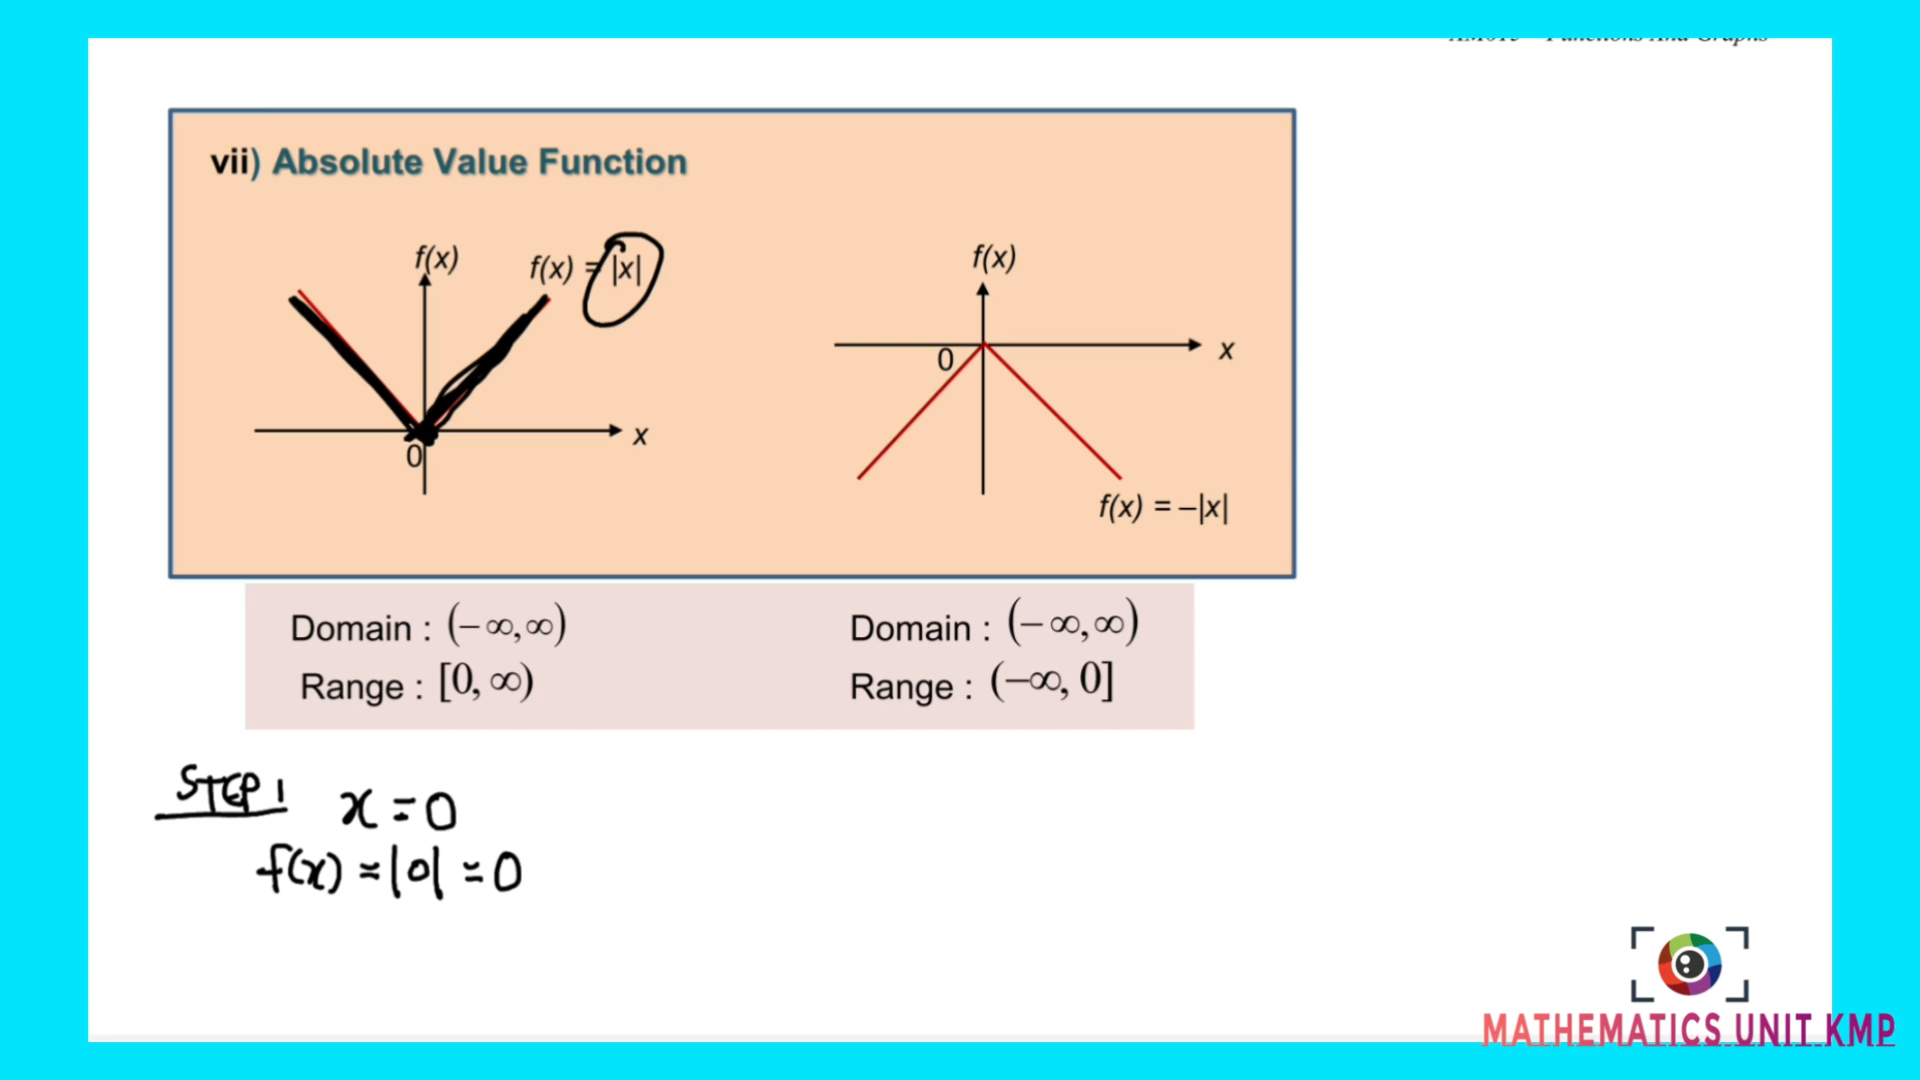 vii) Absolute Value Function
f(x)
f(x) = |x|
x
0
f(x)
0
x
f(x) = –|x|
Domain : (– ∞, ∞)
Range : [0, ∞)
Domain : (– ∞, ∞)
Range : (–∞, 0]
STEP 1
x = 0
f(x) = |0| = 0
MATHEMATICS UNIT KMP